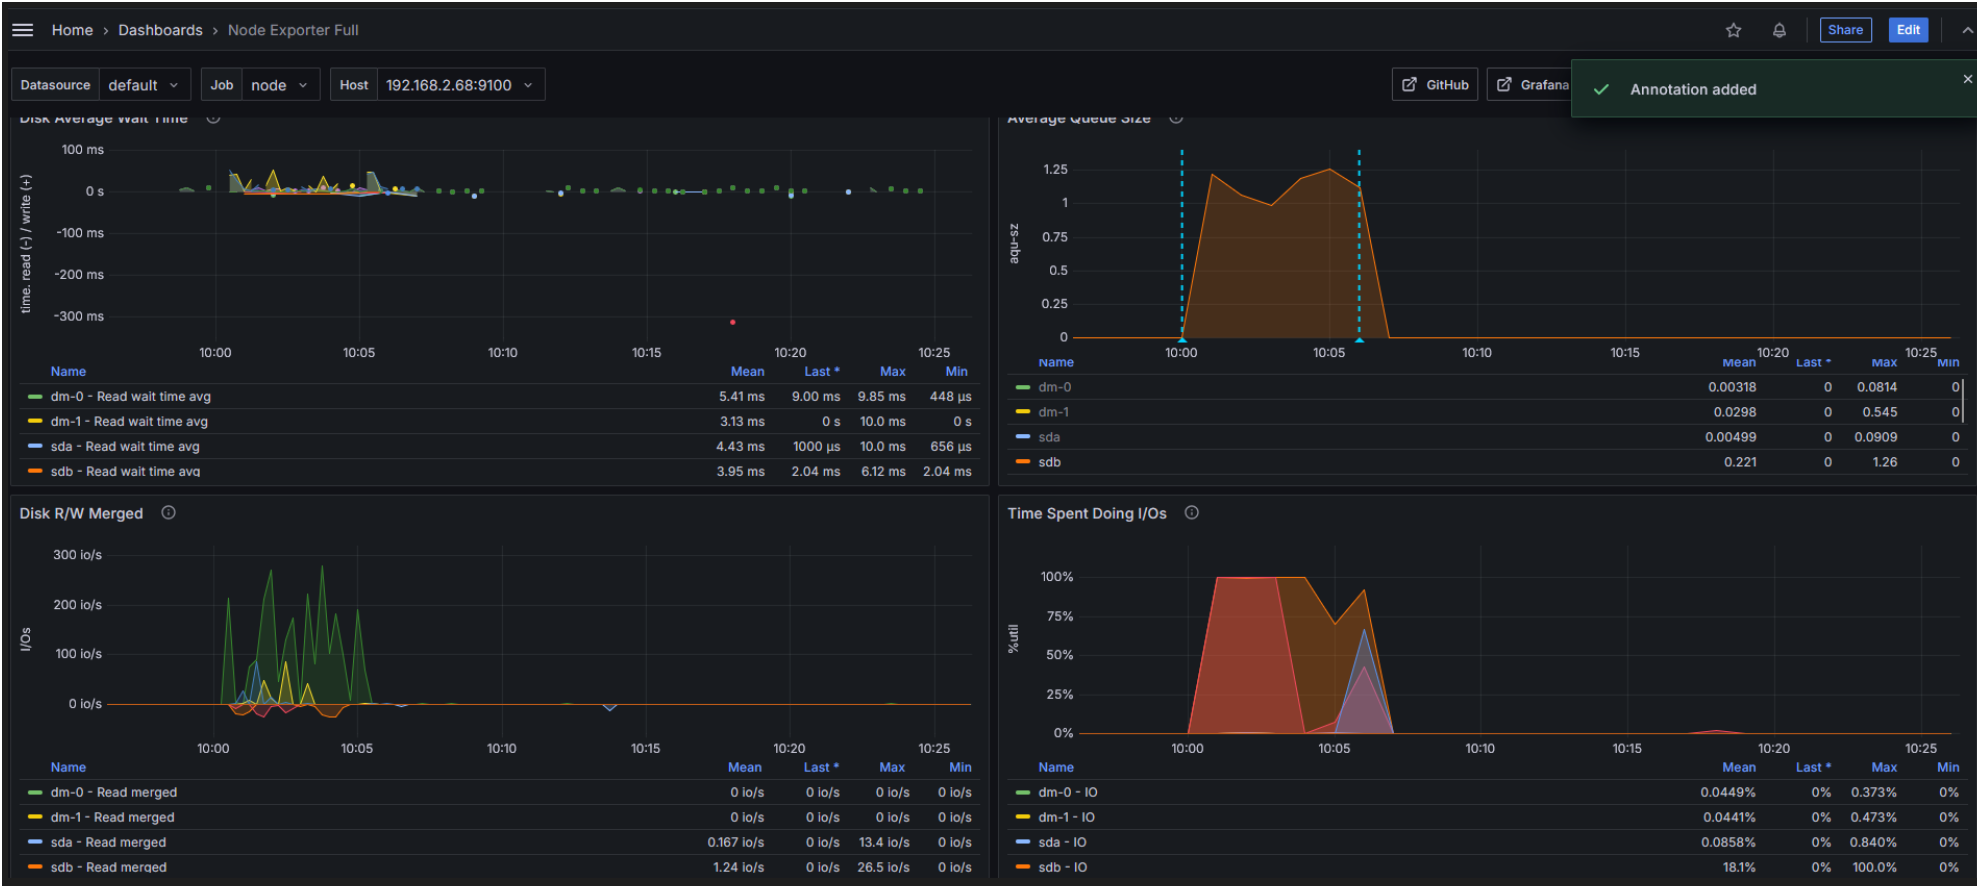 Home › Dashboards › Node Exporter Full
Share
Edit
Datasource default
Job node
Host 192.168.2.68:9100
GitHub
Grafana
Annotation added
Disk Average Wait Time
time. read (-) / write (+)
100 ms
0 s
-100 ms
-200 ms
-300 ms
10:00 10:05 10:10 10:15 10:20 10:25
Name Mean Last * Max Min
dm-0 - Read wait time avg 5.41 ms 9.00 ms 9.85 ms 448 µs
dm-1 - Read wait time avg 3.13 ms 0 s 10.0 ms 0 s
sda - Read wait time avg 4.43 ms 1000 µs 10.0 ms 656 µs
sdb - Read wait time avg 3.95 ms 2.04 ms 6.12 ms 2.04 ms
Average Queue Size
aqu-sz
1.25
1
0.75
0.5
0.25
0
10:00 10:05 10:10 10:15 10:20 10:25
Name Mean Last * Max Min
dm-0 0.00318 0 0.0814 0
dm-1 0.0298 0 0.545 0
sda 0.00499 0 0.0909 0
sdb 0.221 0 1.26 0
Disk R/W Merged
I/Os
300 io/s
200 io/s
100 io/s
0 io/s
10:00 10:05 10:10 10:15 10:20 10:25
Name Mean Last * Max Min
dm-0 - Read merged 0 io/s 0 io/s 0 io/s 0 io/s
dm-1 - Read merged 0 io/s 0 io/s 0 io/s 0 io/s
sda - Read merged 0.167 io/s 0 io/s 13.4 io/s 0 io/s
sdb - Read merged 1.24 io/s 0 io/s 26.5 io/s 0 io/s
Time Spent Doing I/Os
%util
100%
75%
50%
25%
0%
10:00 10:05 10:10 10:15 10:20 10:25
Name Mean Last * Max Min
dm-0 - IO 0.0449% 0% 0.373% 0%
dm-1 - IO 0.0441% 0% 0.473% 0%
sda - IO 0.0858% 0% 0.840% 0%
sdb - IO 18.1% 0% 100.0% 0%